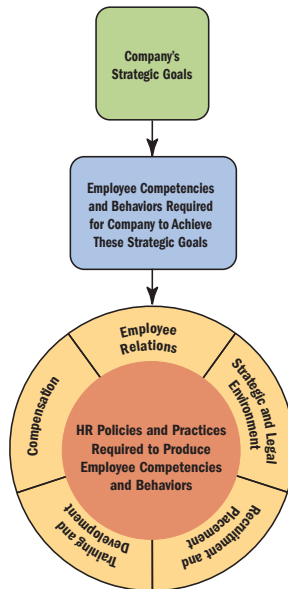 Company's
Strategic Goals
Employee Competencies
and Behaviors Required
for Company to Achieve
These Strategic Goals
Employee
Relations
Strategic and Legal
Environment
Recruitment and
Placement
Training and
Development
Compensation
HR Policies and Practices
Required to Produce
Employee Competencies
and Behaviors